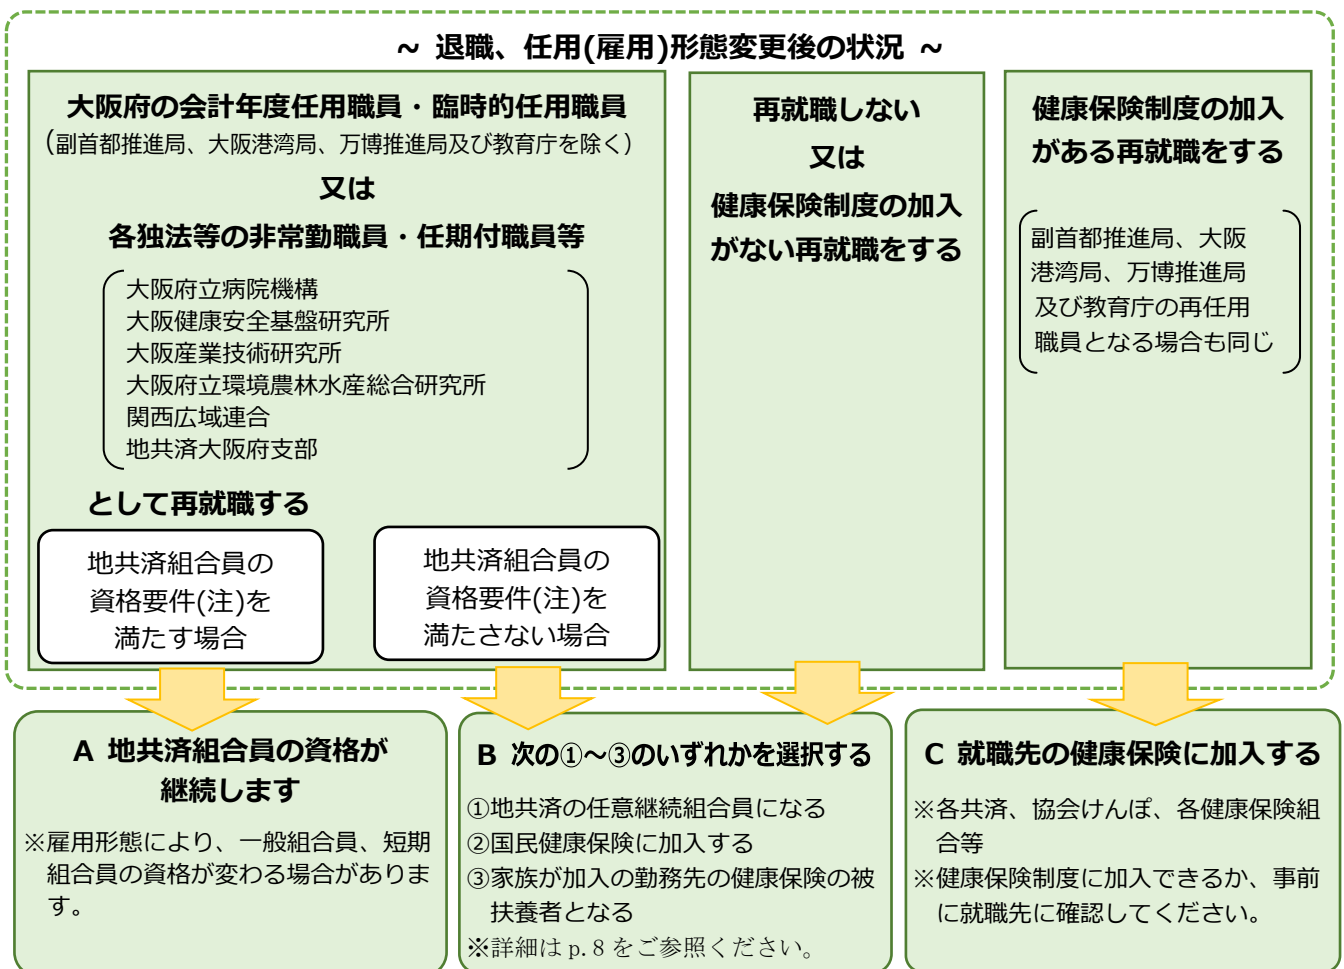 ~ 退職、任用(雇用)形態変更後の状況 ~
大阪府の会計年度任用職員・臨時的任用職員
(副首都推進局、大阪港湾局、万博推進局及び教育庁を除く)
又は
各独法等の非常勤職員・任期付職員等
大阪府立病院機構
大阪健康安全基盤研究所
大阪産業技術研究所
大阪府立環境農林水産総合研究所
関西広域連合
地共済大阪府支部
として再就職する
地共済組合員の
資格要件(注)を
満たす場合
地共済組合員の
資格要件(注)を
満たさない場合
再就職しない
又は
健康保険制度の加入
がない再就職をする
健康保険制度の加入
がある再就職をする
副首都推進局、大阪
港湾局、万博推進局
及び教育庁の再任用
職員となる場合も同じ
A 地共済組合員の資格が
継続します
※雇用形態により、一般組合員、短期
組合員の資格が変わる場合がありま
す。
B 次の①～③のいずれかを選択する
①地共済の任意継続組合員になる
②国民健康保険に加入する
③家族が加入の勤務先の健康保険の被
扶養者となる
※詳細は p.8 をご参照ください。
C 就職先の健康保険に加入する
※各共済、協会けんぽ、各健康保険組
合等
※健康保険制度に加入できるか、事前
に就職先に確認してください。